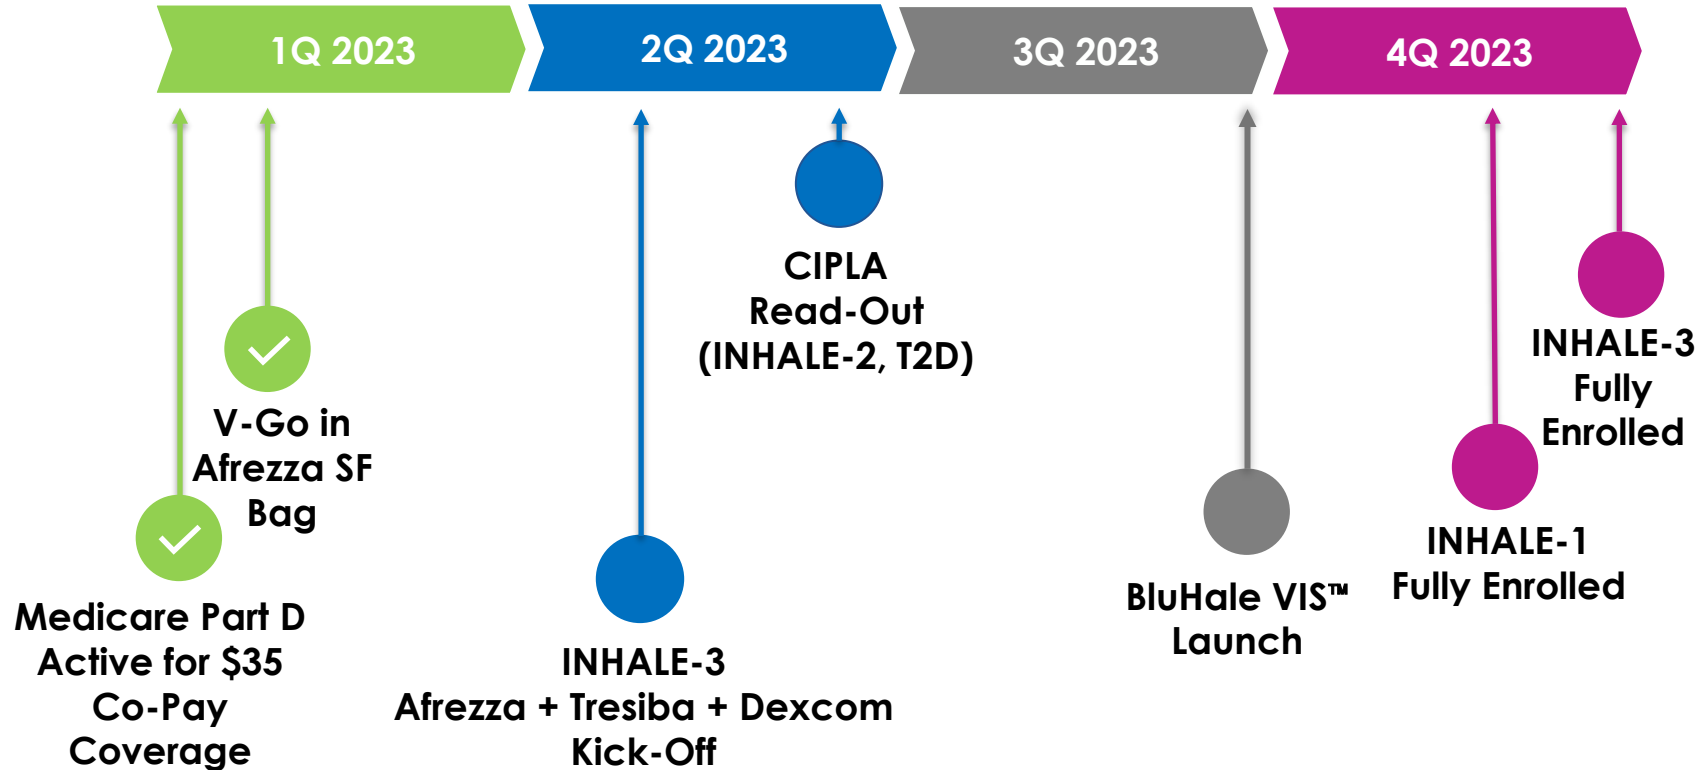 1Q 2023
2Q 2023
3Q 2023
4Q 2023
V-Go in
Afrezza SF
Bag
Medicare Part D
Active for $35
Co-Pay
Coverage
CIPLA
Read-Out
(INHALE-2, T2D)
INHALE-3
Afrezza + Tresiba + Dexcom
Kick-Off
BluHale VIS™
Launch
INHALE-1
Fully Enrolled
INHALE-3
Fully
Enrolled